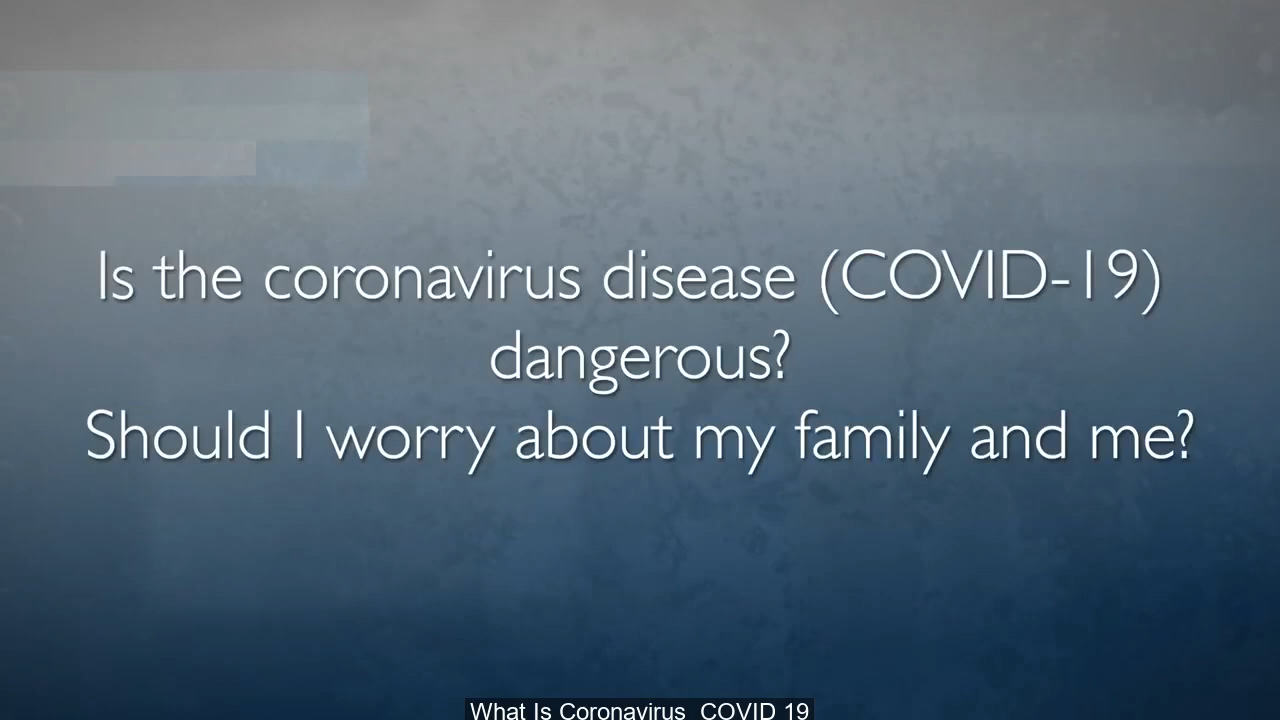 Is the coronavirus disease (COVID-19)
dangerous?
Should I worry about my family and me?
What Is Coronavirus COVID 19